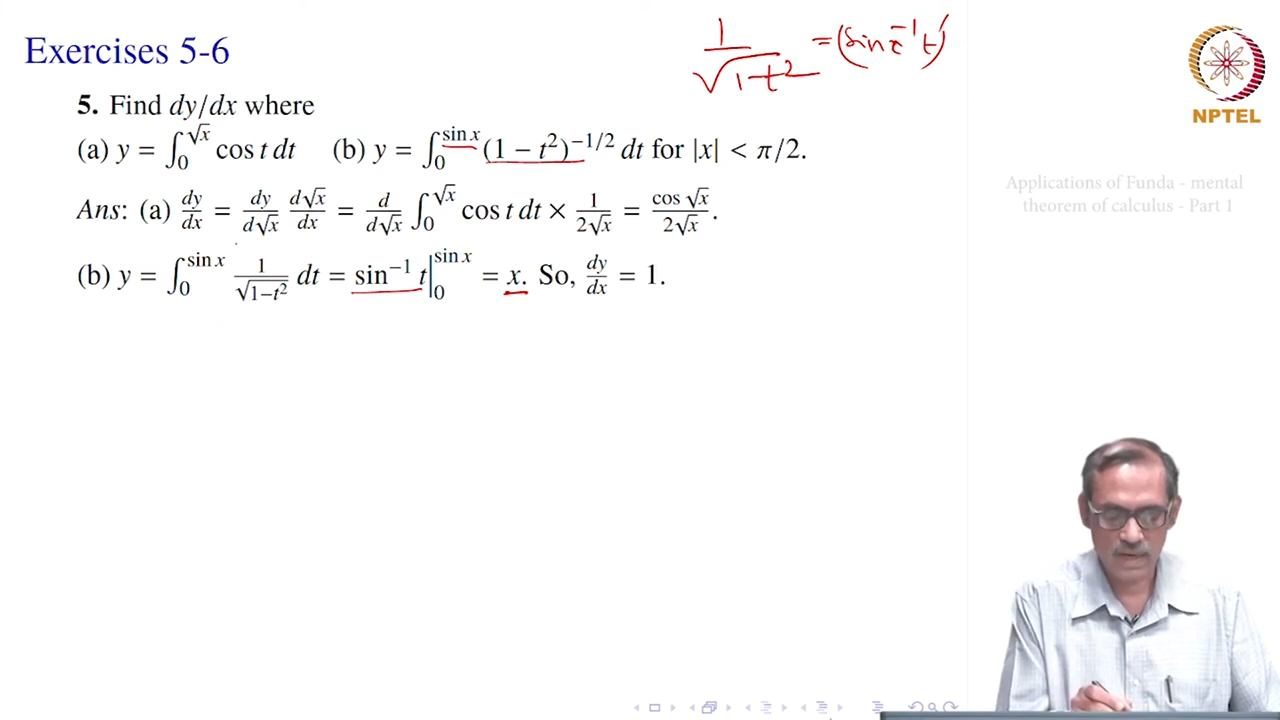 Exercises 5-6
1/√(1-t²) = (sin⁻¹ t)′
NPTEL
5. Find dy/dx where
(a) y = ∫₀^{√x} cos t dt (b) y = ∫₀^{sin x} (1 − t²)^{−1/2} dt for |x| < π/2.
Applications of Funda - mental
theorem of calculus - Part 1
Ans: (a) dy/dx = dy/d√x d√x/dx = d/d√x ∫₀^{√x} cos t dt × 1/2√x = cos √x/2√x.
(b) y = ∫₀^{sin x} 1/√(1−t²) dt = sin⁻¹ t|₀^{sin x} = x. So, dy/dx = 1.